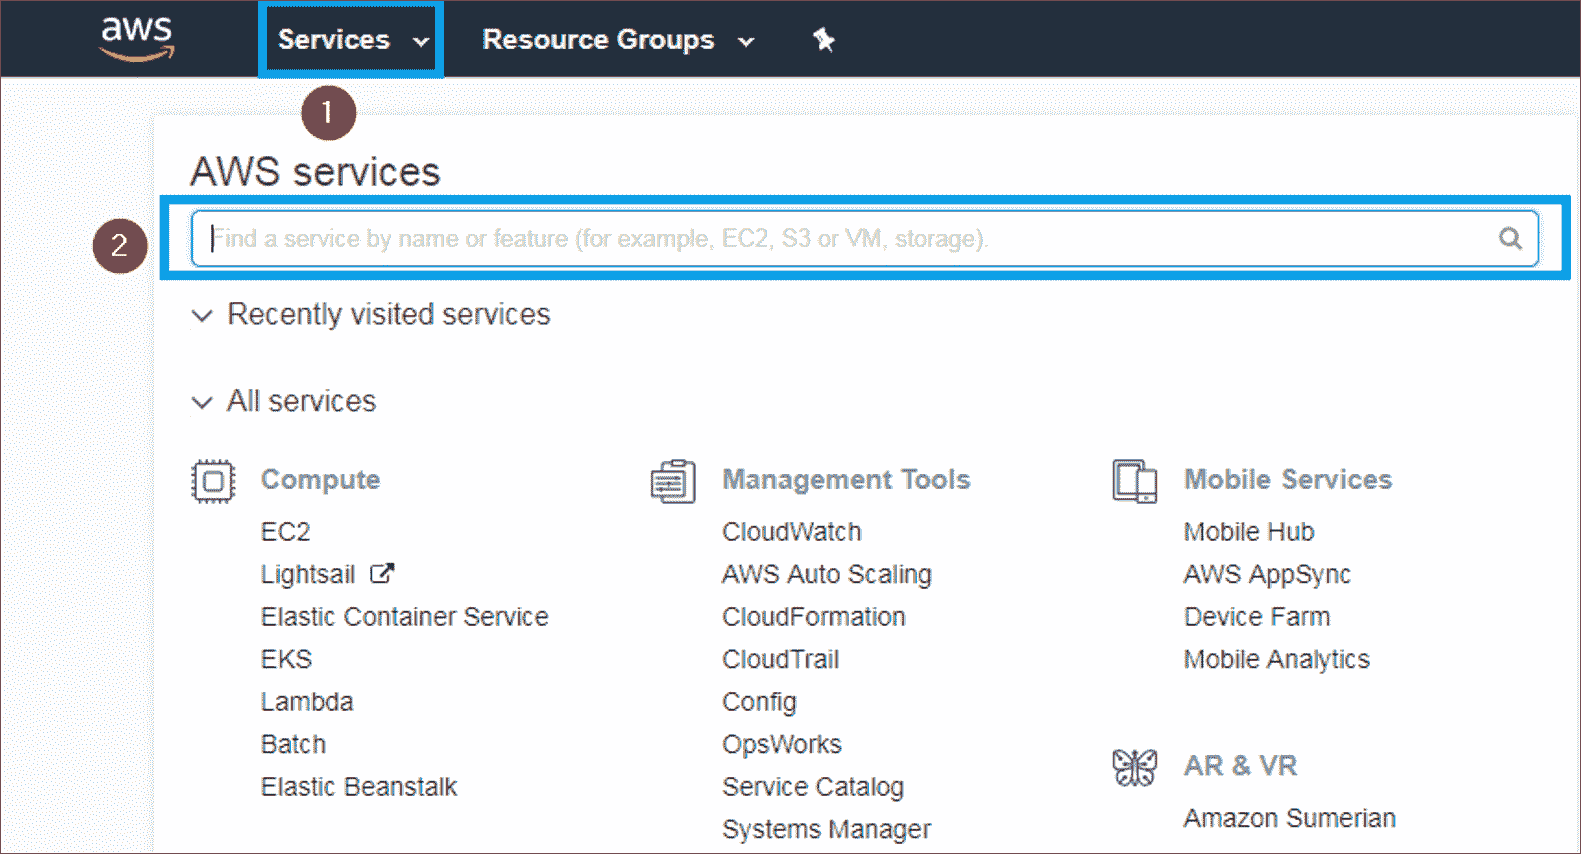 aws
Services
Resource Groups
1
AWS services
2
Find a service by name or feature (for example, EC2, S3 or VM, storage).
Recently visited services
All services
Compute
EC2
Lightsail
Elastic Container Service
EKS
Lambda
Batch
Elastic Beanstalk
Management Tools
CloudWatch
AWS Auto Scaling
CloudFormation
CloudTrail
Config
OpsWorks
Service Catalog
Systems Manager
Mobile Services
Mobile Hub
AWS AppSync
Device Farm
Mobile Analytics
AR & VR
Amazon Sumerian